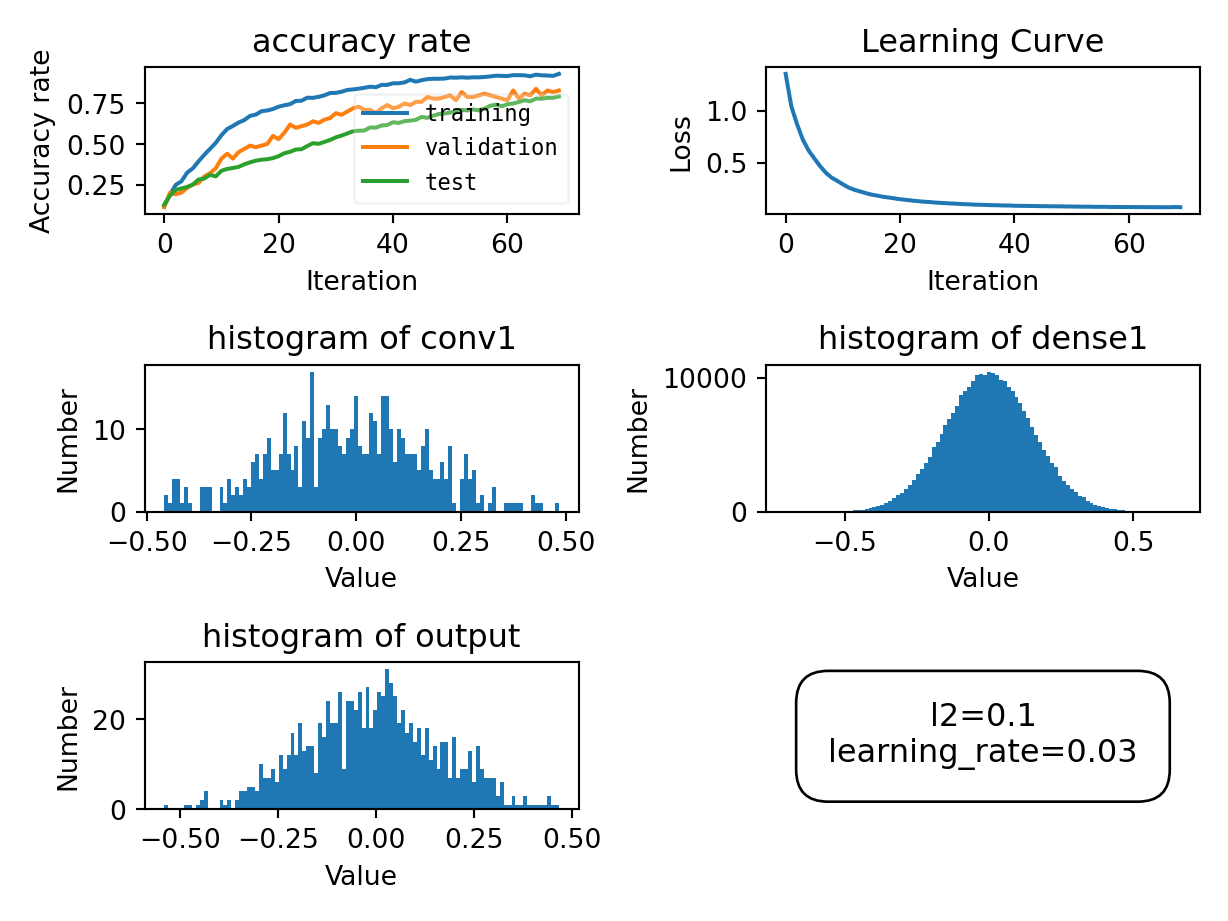 accuracy rate
Accuracy rate
0.75
0.50
0.25
training
validation
test
0 20 40 60
Iteration
Learning Curve
Loss
1.0
0.5
0 20 40 60
Iteration
histogram of conv1
Number
10
0
−0.50 −0.25 0.00 0.25 0.50
Value
histogram of dense1
Number
10000
0
−0.5 0.0 0.5
Value
histogram of output
Number
20
0
−0.50 −0.25 0.00 0.25 0.50
Value
l2=0.1
learning_rate=0.03